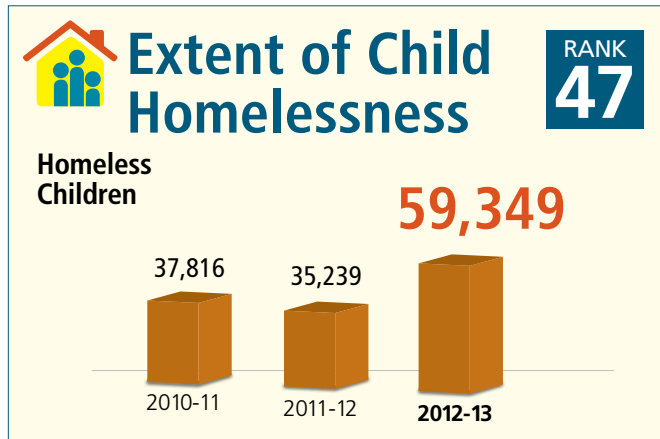 Extent of Child
Homelessness
RANK
47
Homeless
Children
37,816
35,239
59,349
2010-11
2011-12
2012-13